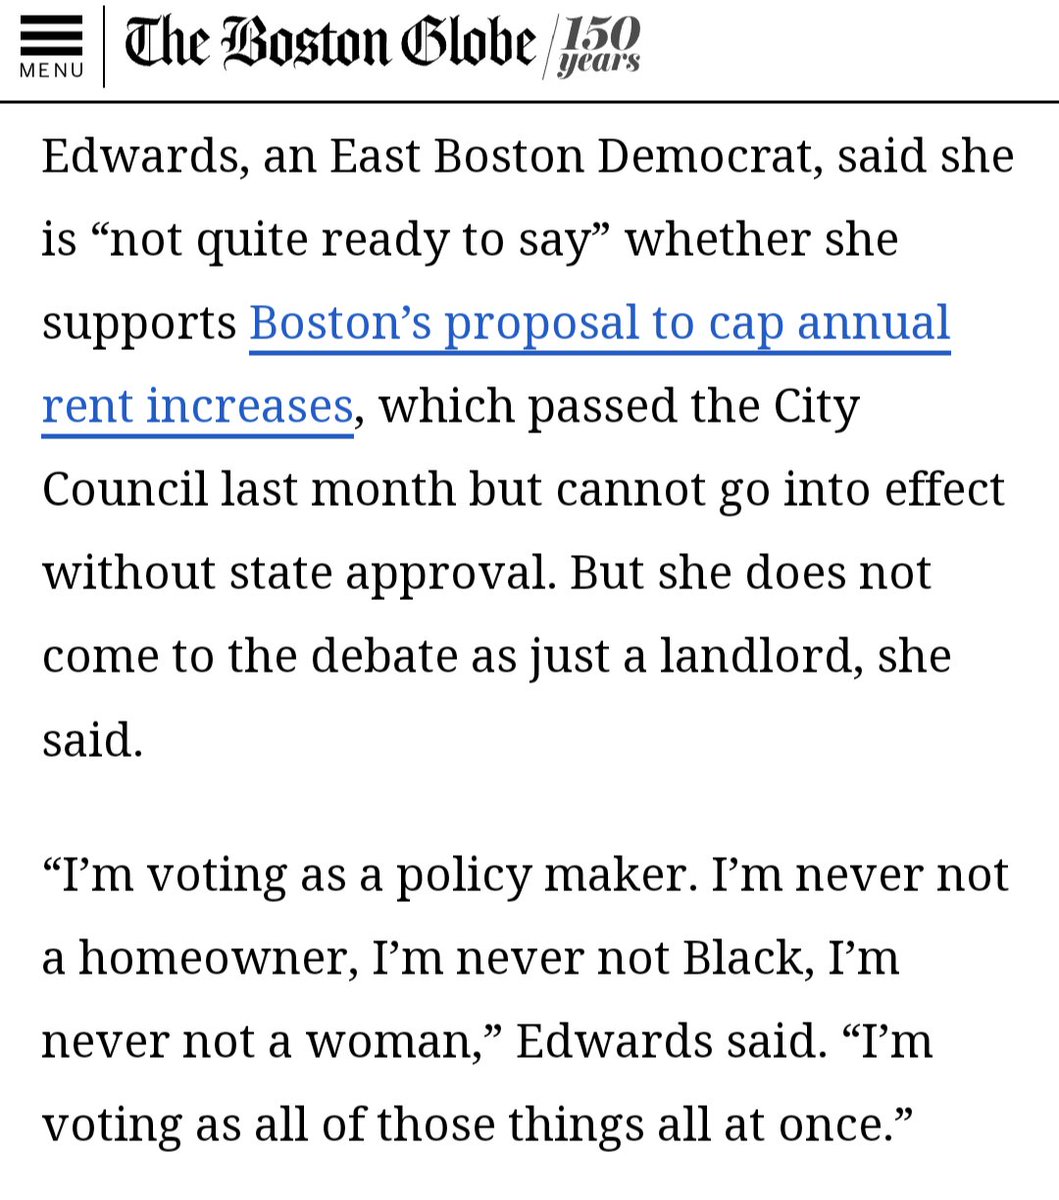 MENU
The Boston Globe / 150 years
Edwards, an East Boston Democrat, said she
is “not quite ready to say” whether she
supports Boston’s proposal to cap annual
rent increases, which passed the City
Council last month but cannot go into effect
without state approval. But she does not
come to the debate as just a landlord, she
said.
“I’m voting as a policy maker. I’m never not
a homeowner, I’m never not Black, I’m
never not a woman,” Edwards said. “I’m
voting as all of those things all at once.”